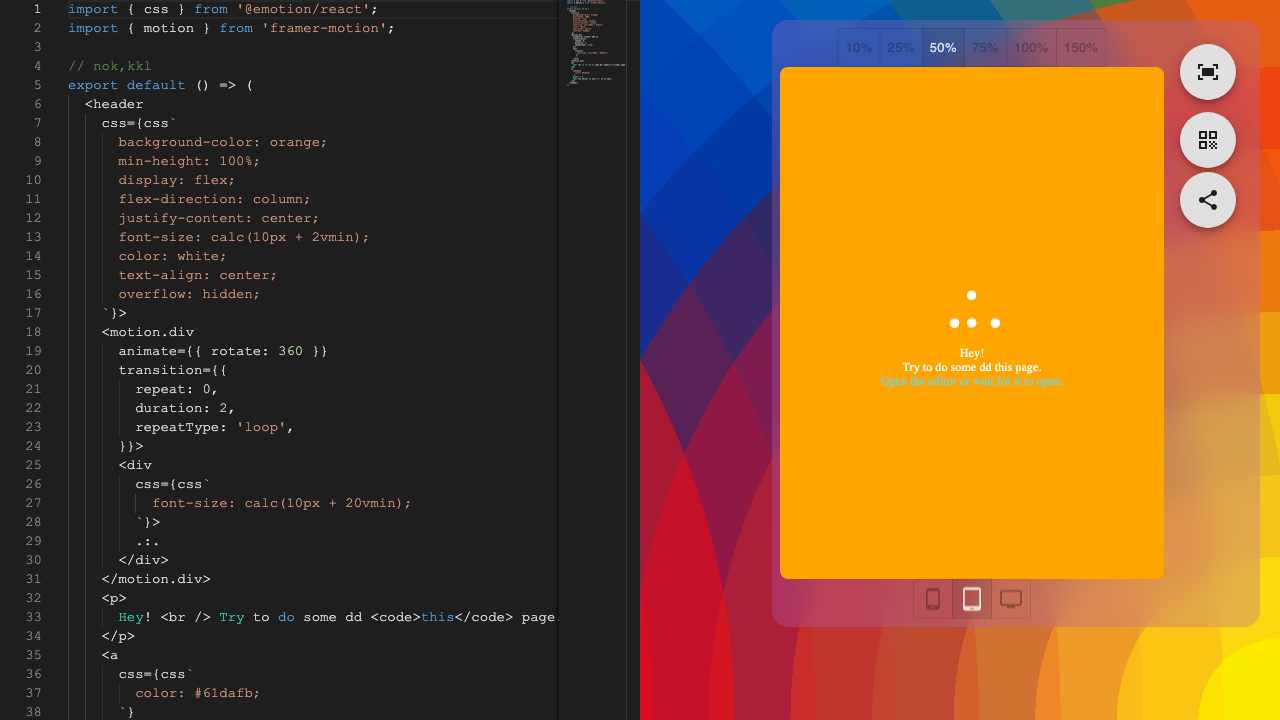 1 import { css } from '@emotion/react';
2 import { motion } from 'framer-motion';
3
4 // nok,kkl
5 export default () => (
6 <header
7 css={css`
8 background-color: orange;
9 min-height: 100%;
10 display: flex;
11 flex-direction: column;
12 justify-content: center;
13 font-size: calc(10px + 2vmin);
14 color: white;
15 text-align: center;
16 overflow: hidden;
17 `}>
18 <motion.div
19 animate={{ rotate: 360 }}
20 transition={{
21 repeat: 0,
22 duration: 2,
23 repeatType: 'loop',
24 }}>
25 <div
26 css={css`
27 font-size: calc(10px + 20vmin);
28 `}>
29 .:.
30 </div>
31 </motion.div>
32 <p>
33 Hey! <br /> Try to do some dd <code>this</code> page.
34 </p>
35 <a
36 css={css`
37 color: #61dafb;
38 `}
10% 25% 50% 75% 100% 150%
.:.
Hey!
Try to do some dd this page.
Open the editor or wait for it to open.